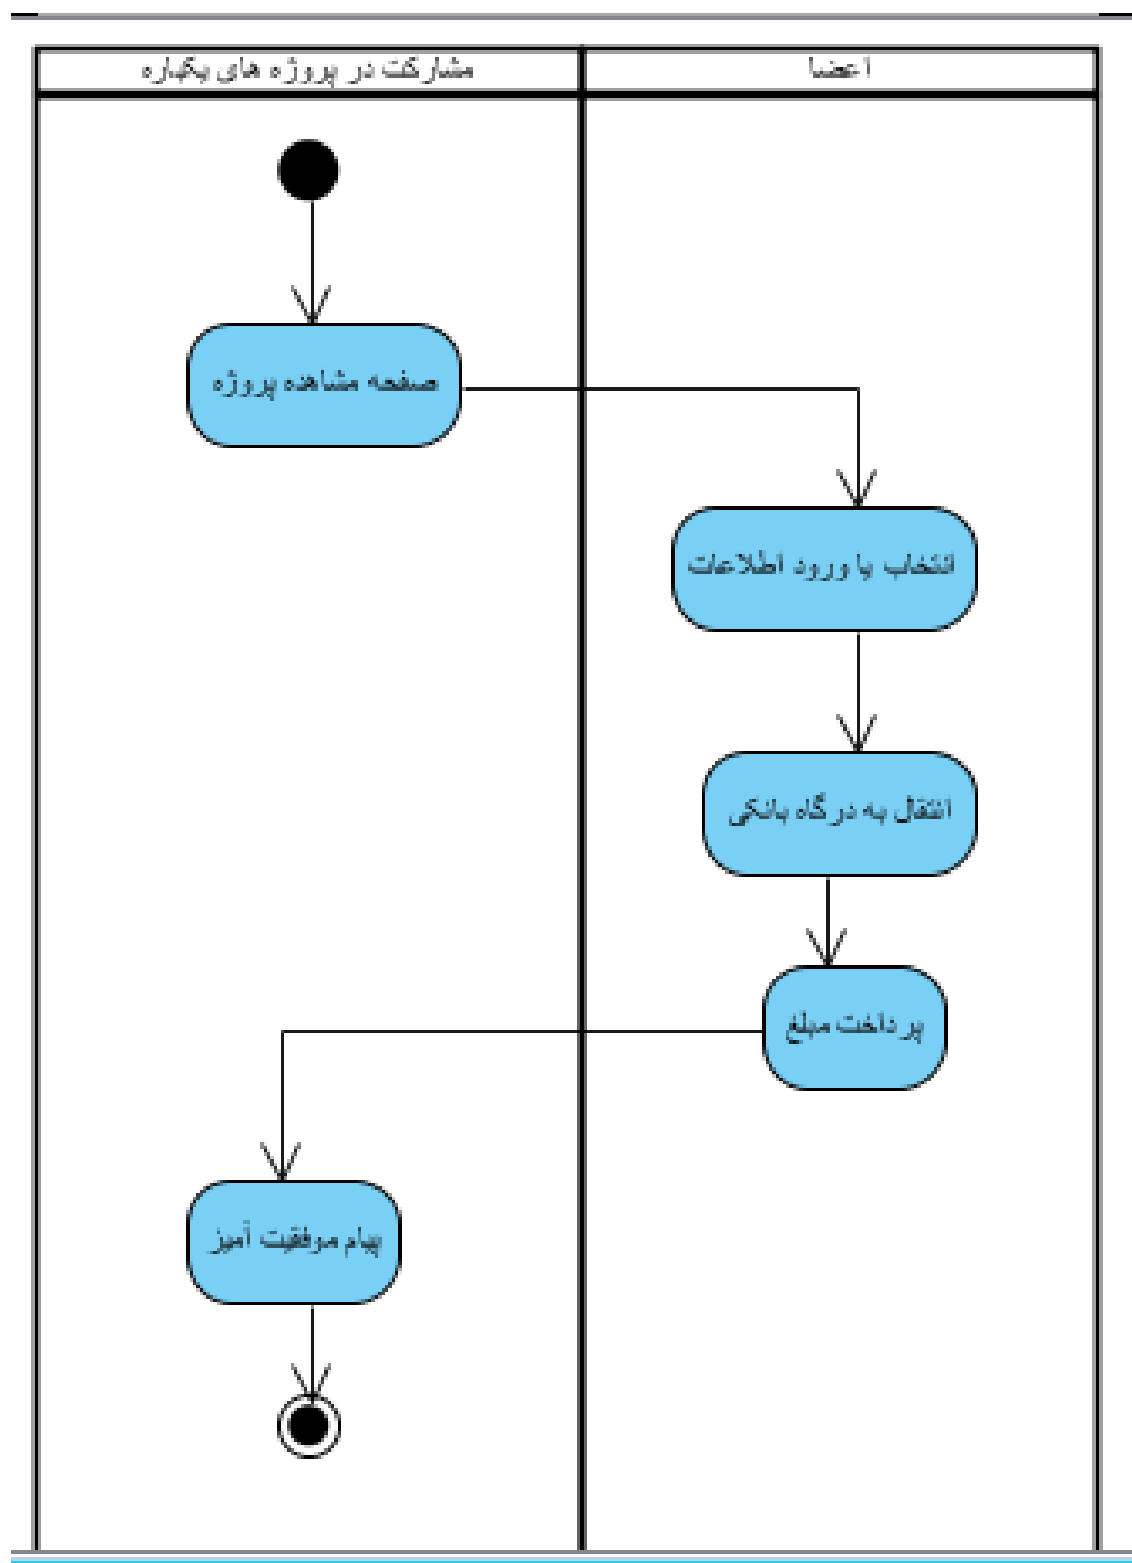 مشارکت در پروژه های یکباره
اعضا
صفحه مشاهده پروژه
انتخاب یا ورود اطلاعات
انتقال به درگاه بانکی
پرداخت مبلغ
پیام موفقیت آمیز